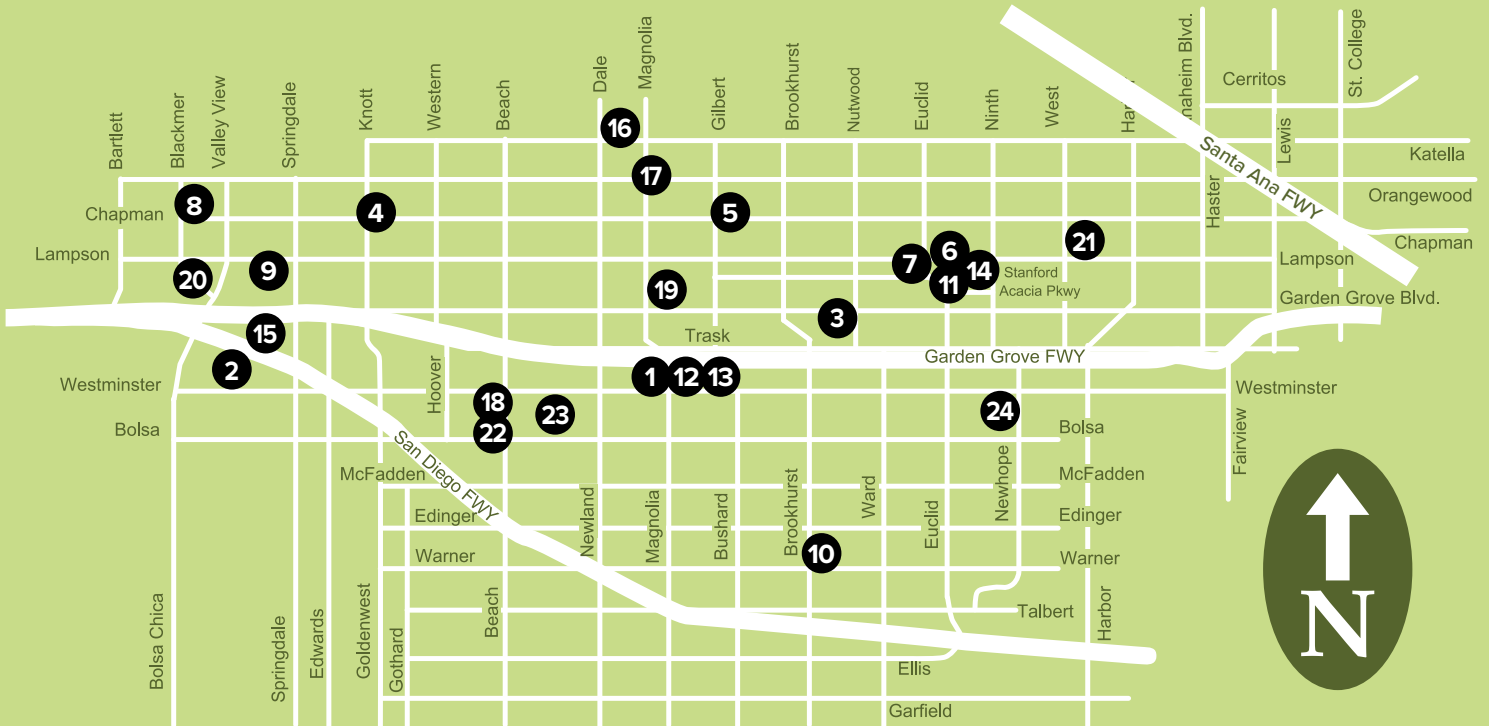 Bartlett
Blackmer
Valley View
Springdale
Knott
Western
Beach
Dale
Magnolia
Gilbert
Brookhurst
Nutwood
Euclid
Ninth
West
Har
naheim Blvd.
Cerritos
Lewis
St. College
16
Santa Ana FWY
Katella
17
Orangewood
8
Chapman
4
5
Haster
Chapman
21
Lampson
20
9
7
6
14
11
Stanford
Lampson
19
Acacia Pkwy
Garden Grove Blvd.
15
3
Trask
2
Garden Grove FWY
Westminster
Hoover
1
12
13
Westminster
18
23
24
Bolsa
22
Bolsa
San Diego FWY
Fairview
McFadden
Newhope
McFadden
Edinger
Newland
Magnolia
Bushard
Brookhurst
Ward
Euclid
Edinger
Warner
10
Warner
Bolsa Chica
Springdale
Edwards
Goldenwest
Gothard
Beach
Talbert
Harbor
Ellis
Garfield
N